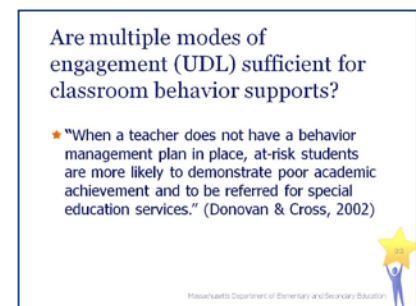 Are multiple modes of
engagement (UDL) sufficient for
classroom behavior supports?
"When a teacher does not have a behavior
management plan in place, at-risk students
are more likely to demonstrate poor academic
achievement and to be referred for special
education services." (Donovan & Cross, 2002)
Massachusetts Department of Elementary and Secondary Education